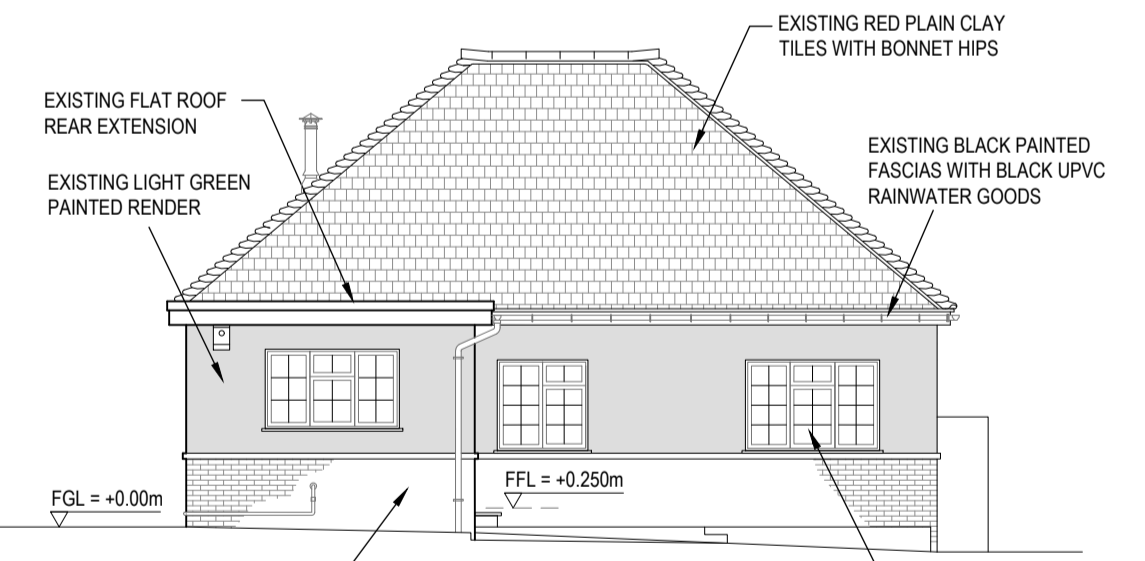 EXISTING RED PLAIN CLAY
TILES WITH BONNET HIPS
EXISTING FLAT ROOF
REAR EXTENSION
EXISTING BLACK PAINTED
FASCIAS WITH BLACK UPVC
RAINWATER GOODS
EXISTING LIGHT GREEN
PAINTED RENDER
FFL = +0.250m
FGL = +0.00m